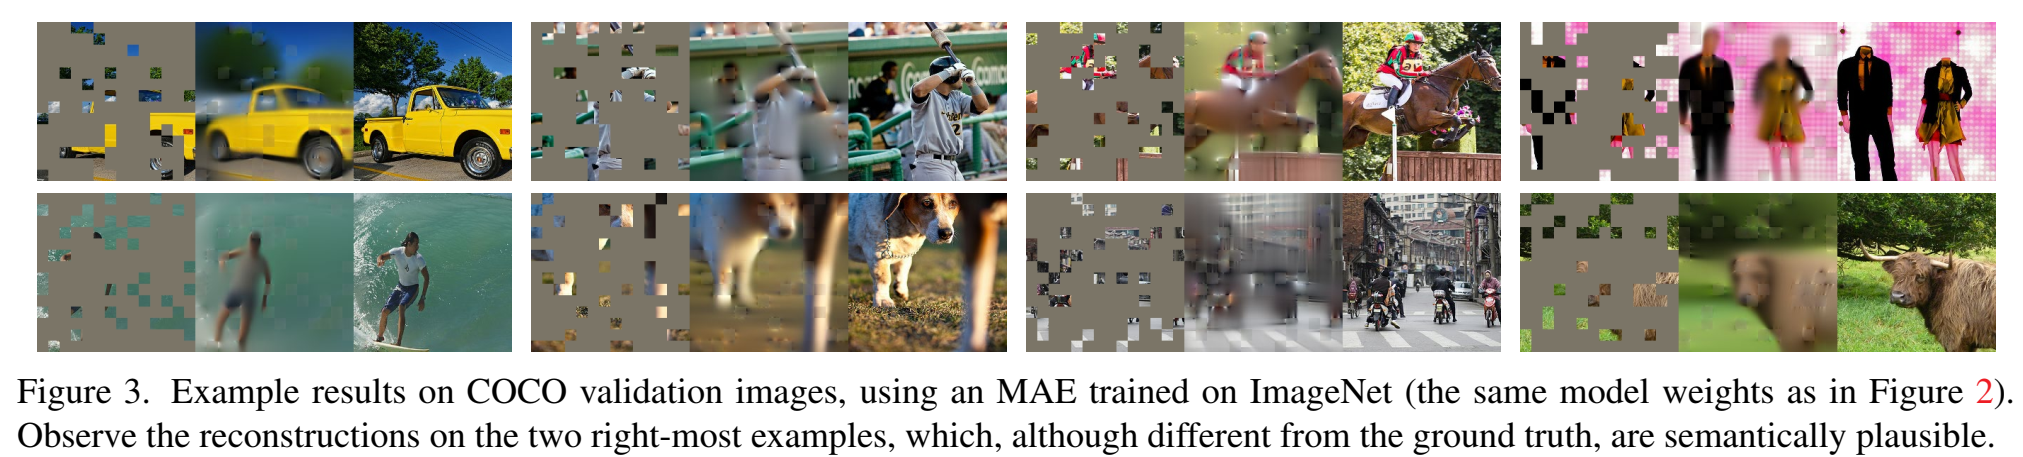 Figure 3. Example results on COCO validation images, using an MAE trained on ImageNet (the same model weights as in Figure 2).
Observe the reconstructions on the two right-most examples, which, although different from the ground truth, are semantically plausible.